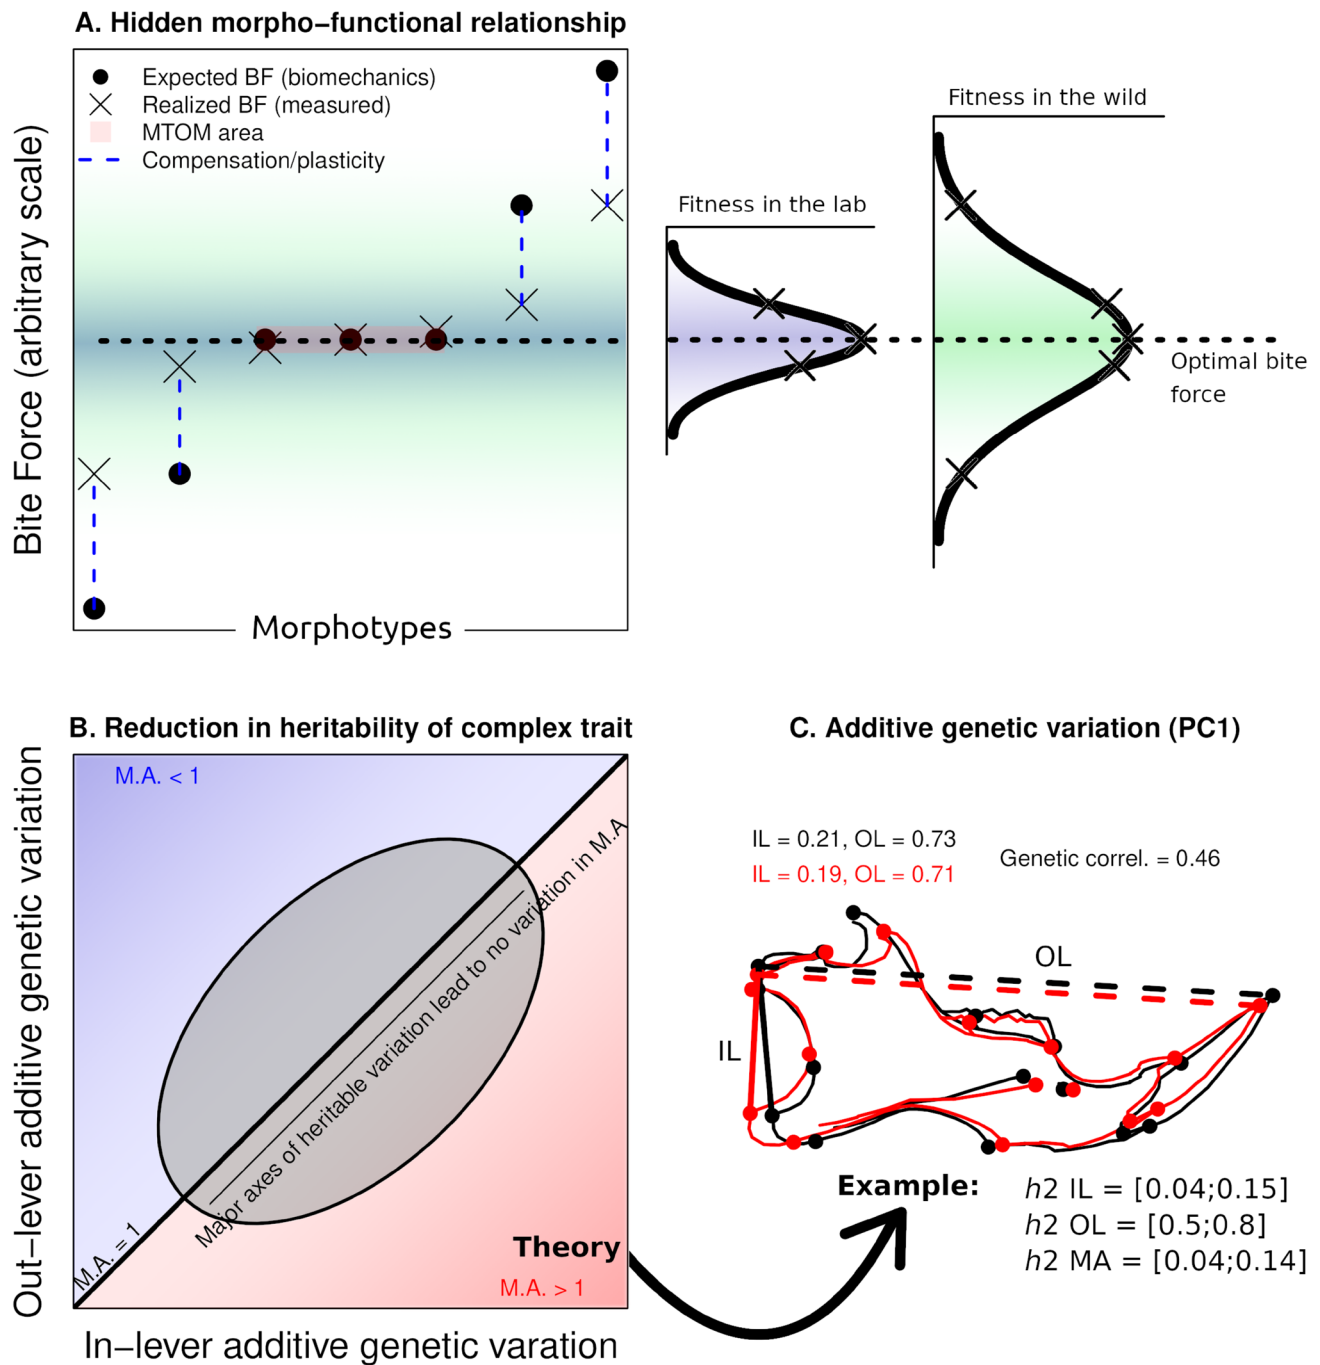 A. Hidden morpho−functional relationship
Expected BF (biomechanics)
Realized BF (measured)
MTOM area
Compensation/plasticity
Bite Force (arbitrary scale)
Morphotypes
Fitness in the lab
Fitness in the wild
Optimal bite
force
B. Reduction in heritability of complex trait
M.A. < 1
Major axes of heritable variation lead to no variation in M.A
M.A. = 1
Theory
M.A. > 1
Out−lever additive genetic variation
In−lever additive genetic varation
C. Additive genetic variation (PC1)
IL = 0.21, OL = 0.73
IL = 0.19, OL = 0.71
Genetic correl. = 0.46
OL
IL
Example:
h2 IL = [0.04;0.15]
h2 OL = [0.5;0.8]
h2 MA = [0.04;0.14]